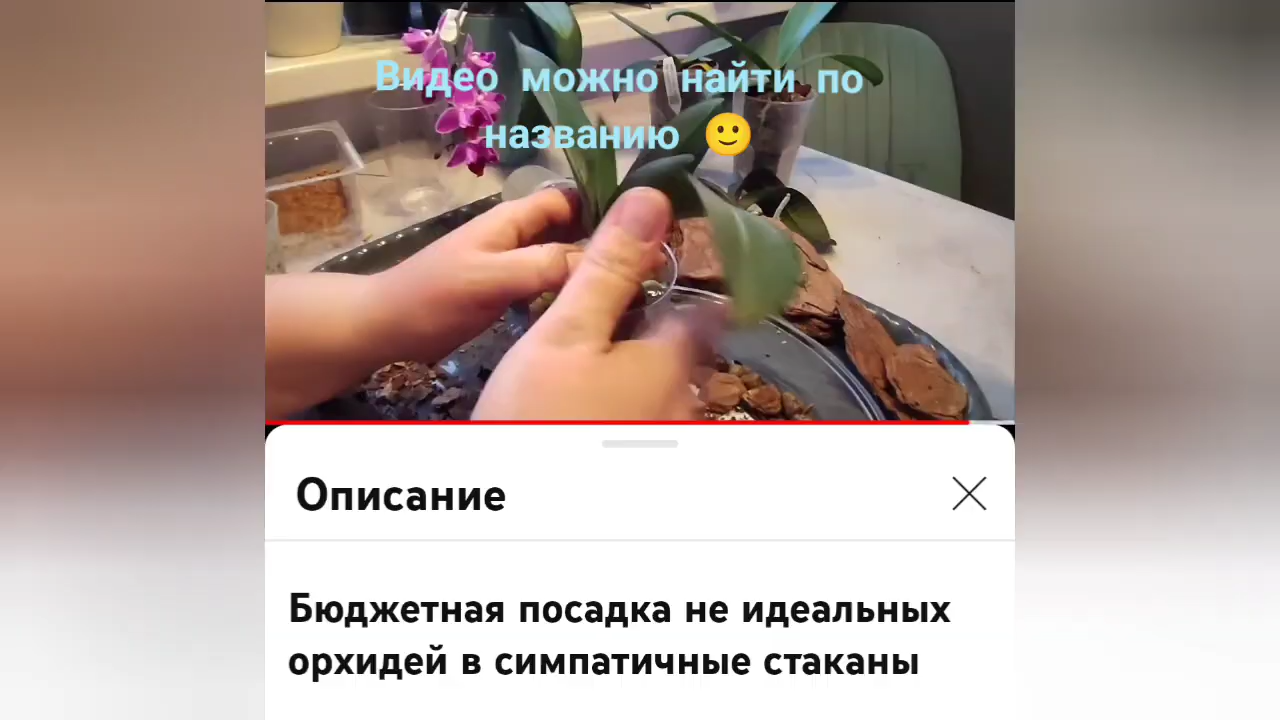 Видео можно найти по
названию 🙂
Описание
Бюджетная посадка не идеальных
орхидей в симпатичные стаканы